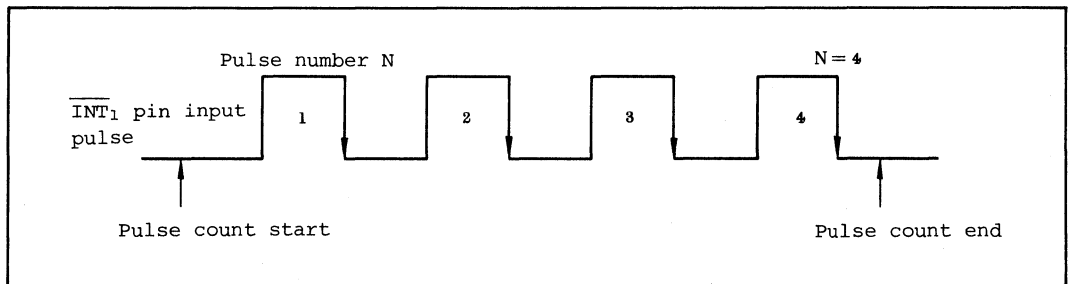 Pulse number N
N = 4
INT1 pin input
pulse
1
2
3
4
Pulse count start
Pulse count end